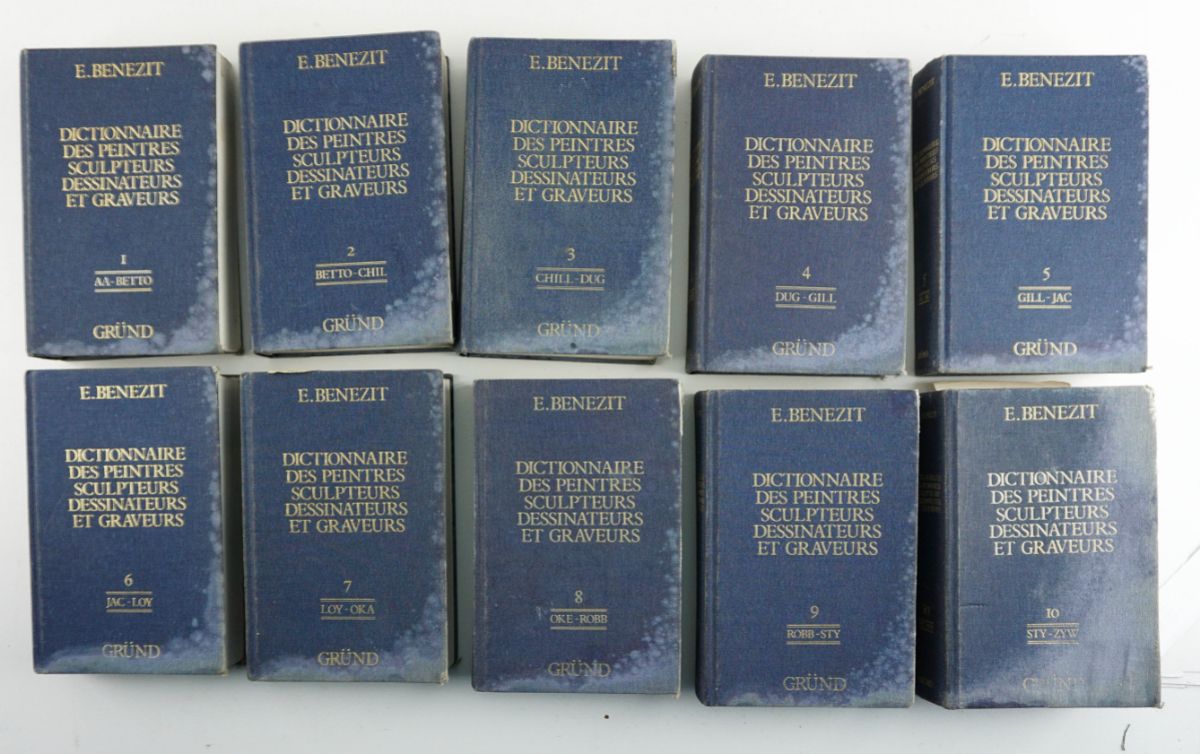 E. BENEZIT
DICTIONNAIRE
DES PEINTRES
SCULPTEURS
DESSINATEURS
ET GRAVEURS
1
AA-BETTO
GRÜND
E. BENEZIT
DICTIONNAIRE
DES PEINTRES
SCULPTEURS
DESSINATEURS
ET GRAVEURS
2
BETTO-CHIL
GRÜND
E. BENEZIT
DICTIONNAIRE
DES PEINTRES
SCULPTEURS
DESSINATEURS
ET GRAVEURS
3
CHILL-DUG
GRÜND
E. BENEZIT
DICTIONNAIRE
DES PEINTRES
SCULPTEURS
DESSINATEURS
ET GRAVEURS
4
DUG-GILL
GRÜND
E. BENEZIT
DICTIONNAIRE
DES PEINTRES
SCULPTEURS
DESSINATEURS
ET GRAVEURS
5
GILL-JAC
GRÜND
E. BENEZIT
DICTIONNAIRE
DES PEINTRES
SCULPTEURS
DESSINATEURS
ET GRAVEURS
6
JAC-LOY
GRÜND
E. BENEZIT
DICTIONNAIRE
DES PEINTRES
SCULPTEURS
DESSINATEURS
ET GRAVEURS
7
LOY-OKA
GRÜND
E. BENEZIT
DICTIONNAIRE
DES PEINTRES
SCULPTEURS
DESSINATEURS
ET GRAVEURS
8
OKE-ROBB
GRÜND
E. BENEZIT
DICTIONNAIRE
DES PEINTRES
SCULPTEURS
DESSINATEURS
ET GRAVEURS
9
ROBB-STY
GRÜND
E. BENEZIT
DICTIONNAIRE
DES PEINTRES
SCULPTEURS
DESSINATEURS
ET GRAVEURS
10
STY-ZYW
GRÜND